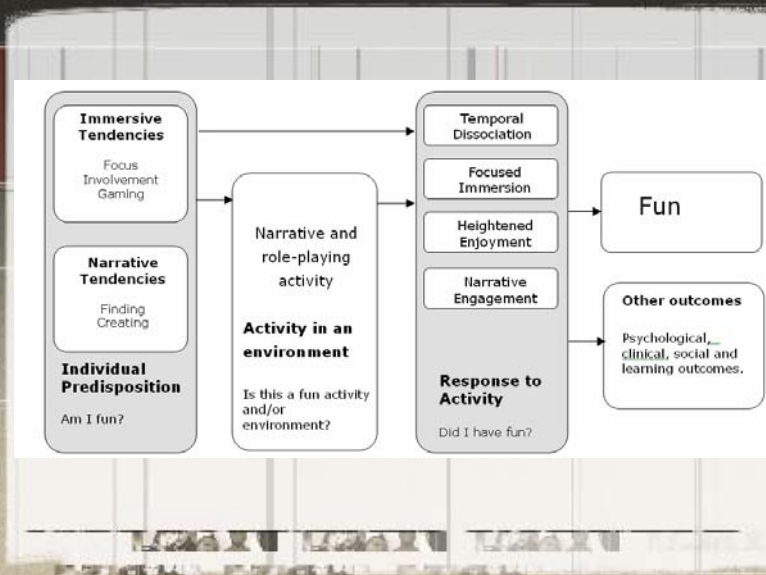 Immersive
Tendencies
Focus
Involvement
Gaming
Narrative
Tendencies
Finding
Creating
Individual
Predisposition
Am I fun?
Narrative and
role-playing
activity
Activity in an
environment
Is this a fun activity
and/or
environment?
Temporal
Dissociation
Focused
Immersion
Heightened
Enjoyment
Narrative
Engagement
Response to
Activity
Did I have fun?
Fun
Other outcomes
Psychological,
clinical, social and
learning outcomes.